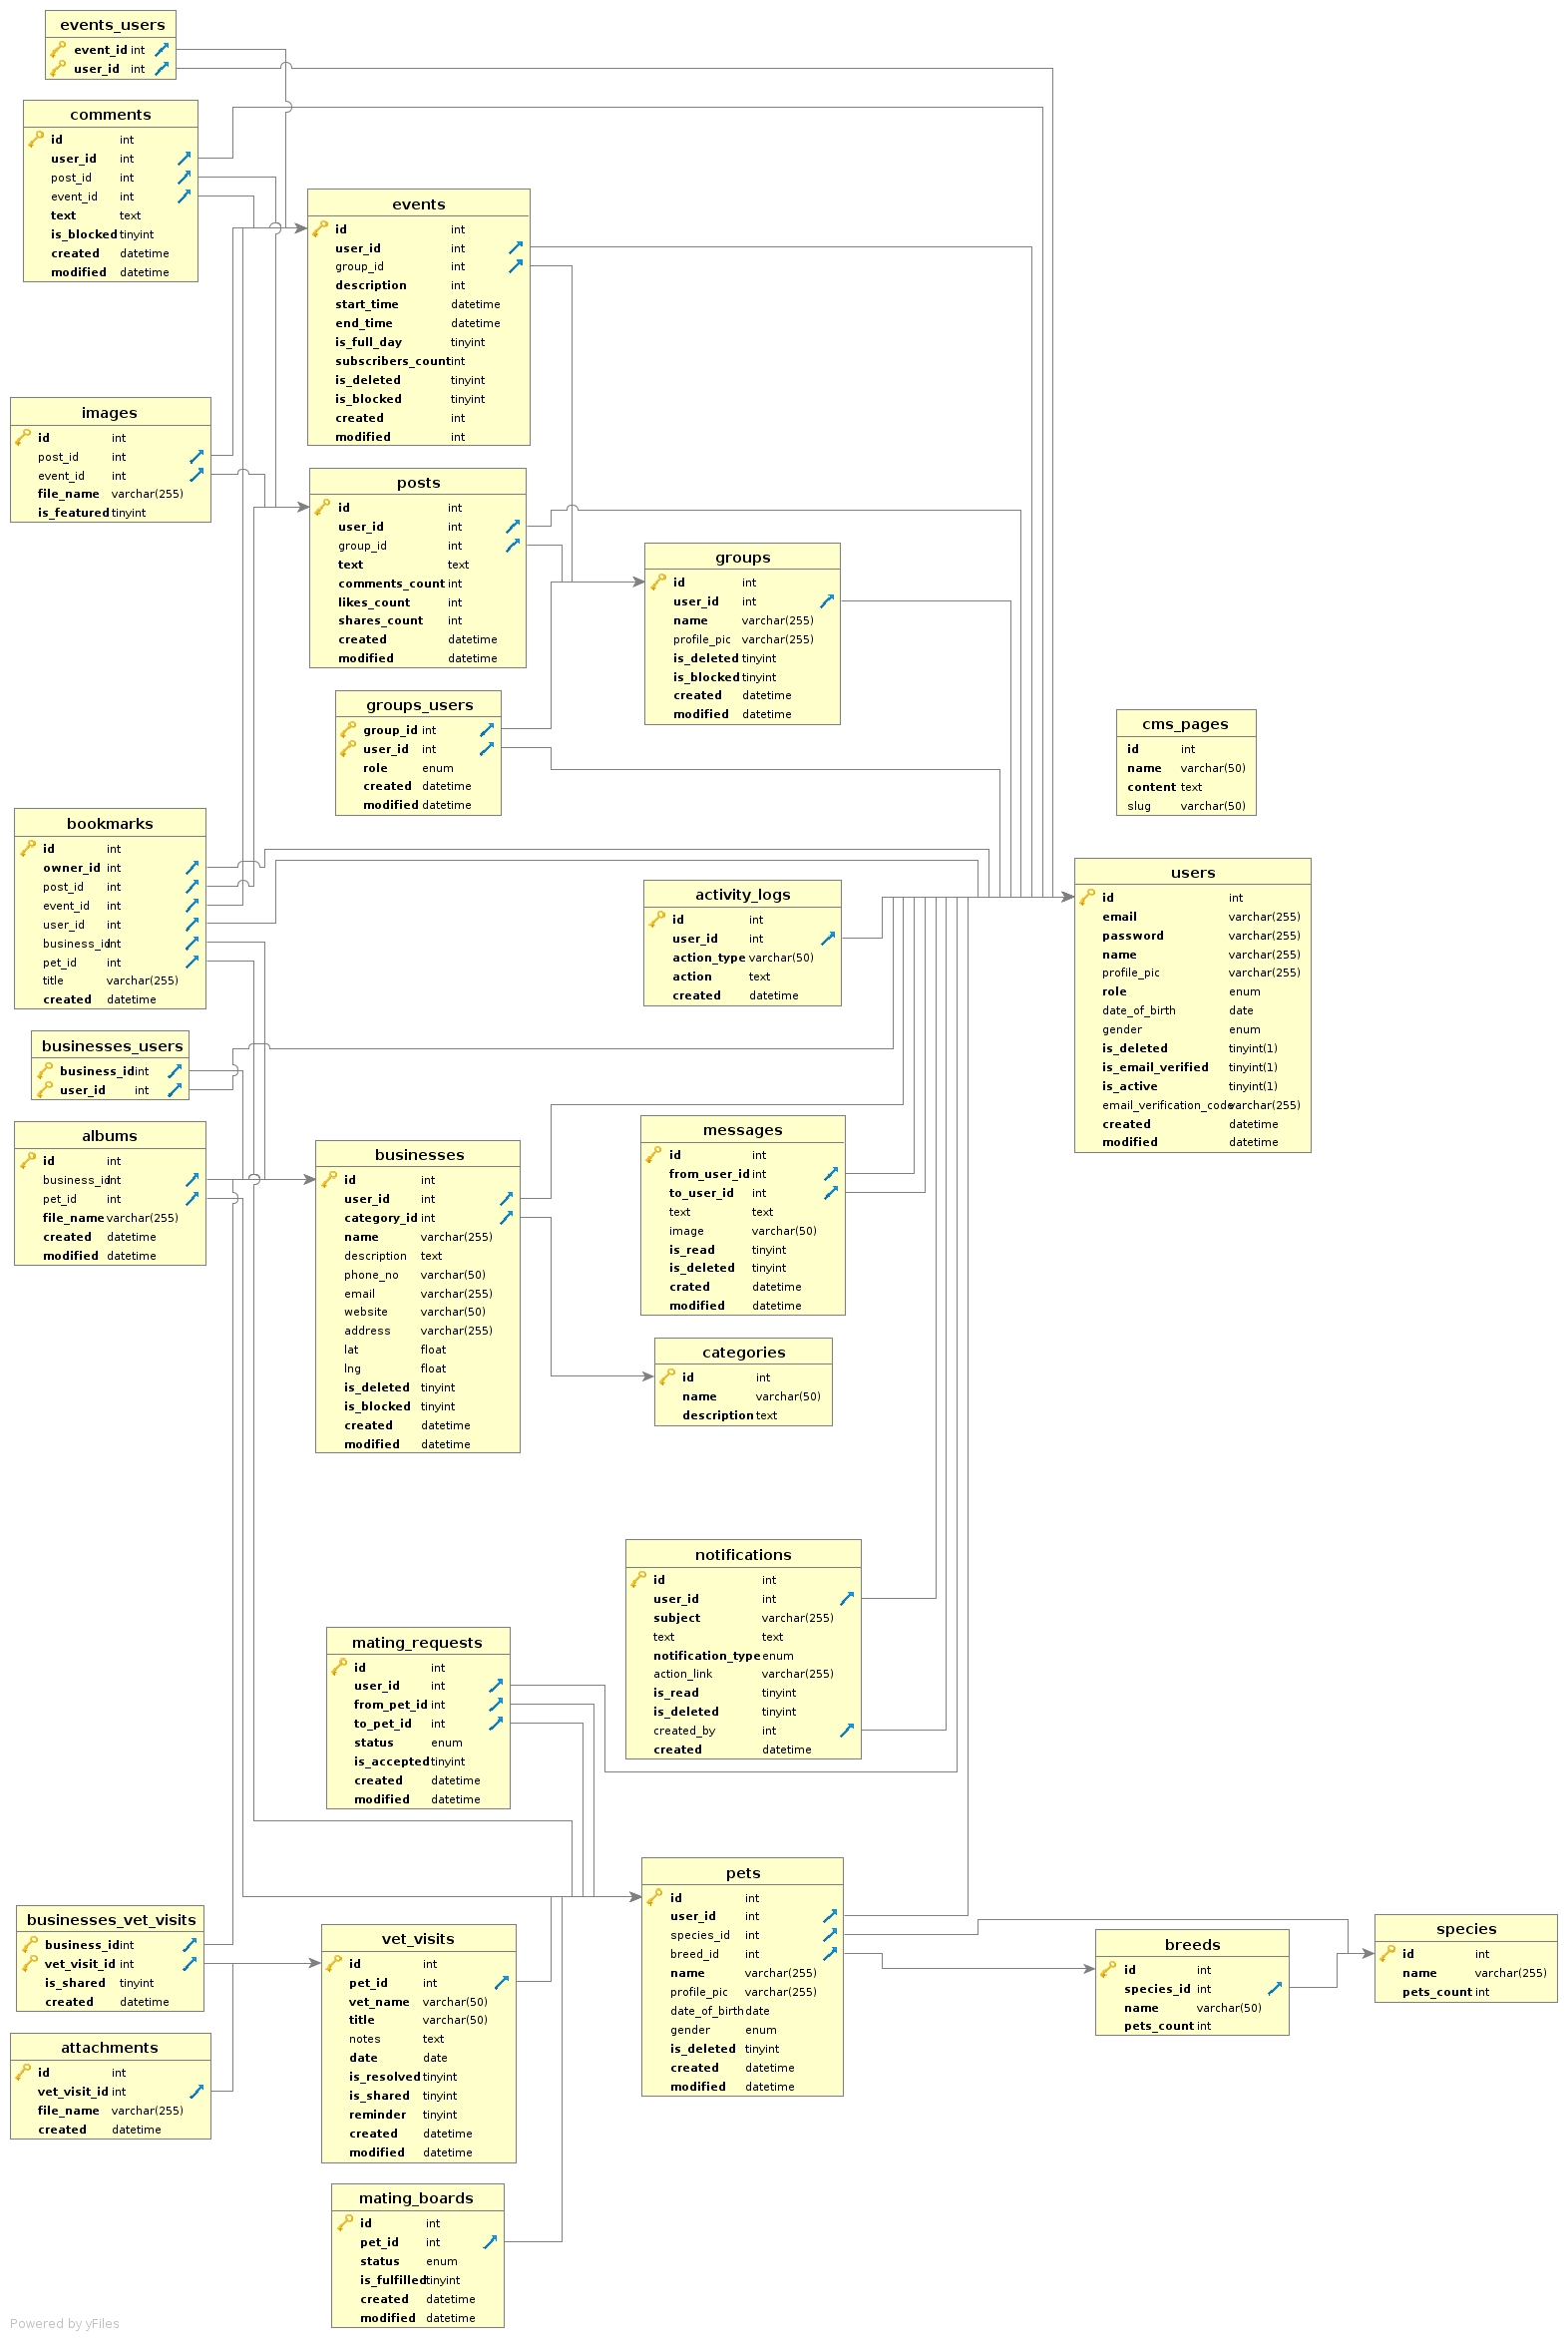 events_users
event_id int
user_id int
comments
id int
user_id int
post_id int
event_id int
text text
is_blocked tinyint
created datetime
modified datetime
events
id int
user_id int
group_id int
description int
start_time datetime
end_time datetime
is_full_day tinyint
subscribers_count int
is_deleted tinyint
is_blocked tinyint
created int
modified int
images
id int
post_id int
event_id int
file_name varchar(255)
is_featured tinyint
posts
id int
user_id int
group_id int
text text
comments_count int
likes_count int
shares_count int
created datetime
modified datetime
groups
id int
user_id int
name varchar(255)
profile_pic varchar(255)
is_deleted tinyint
is_blocked tinyint
created datetime
modified datetime
groups_users
group_id int
user_id int
role enum
created datetime
modified datetime
cms_pages
id int
name varchar(50)
content text
slug varchar(50)
bookmarks
id int
owner_id int
post_id int
event_id int
user_id int
business_id int
pet_id int
title varchar(255)
created datetime
activity_logs
id int
user_id int
action_type varchar(50)
action text
created datetime
users
id int
email varchar(255)
password varchar(255)
name varchar(255)
profile_pic varchar(255)
role enum
date_of_birth date
gender enum
is_deleted tinyint(1)
is_email_verified tinyint(1)
is_active tinyint(1)
email_verification_code varchar(255)
created datetime
modified datetime
businesses_users
business_id int
user_id int
albums
id int
business_id int
pet_id int
file_name varchar(255)
created datetime
modified datetime
businesses
id int
user_id int
category_id int
name varchar(255)
description text
phone_no varchar(50)
email varchar(255)
website varchar(50)
address varchar(255)
lat float
lng float
is_deleted tinyint
is_blocked tinyint
created datetime
modified datetime
messages
id int
from_user_id int
to_user_id int
text text
image varchar(50)
is_read tinyint
is_deleted tinyint
crated datetime
modified datetime
categories
id int
name varchar(50)
description text
notifications
id int
user_id int
subject varchar(255)
text text
notification_type enum
action_link varchar(255)
is_read tinyint
is_deleted tinyint
created_by int
created datetime
mating_requests
id int
user_id int
from_pet_id int
to_pet_id int
status enum
is_accepted tinyint
created datetime
modified datetime
pets
id int
user_id int
species_id int
breed_id int
name varchar(255)
profile_pic varchar(255)
date_of_birth date
gender enum
is_deleted tinyint
created datetime
modified datetime
businesses_vet_visits
business_id int
vet_visit_id int
is_shared tinyint
created datetime
vet_visits
id int
pet_id int
vet_name varchar(50)
title varchar(50)
notes text
date date
is_resolved tinyint
is_shared tinyint
reminder tinyint
created datetime
modified datetime
breeds
id int
species_id int
name varchar(50)
pets_count int
species
id int
name varchar(255)
pets_count int
attachments
id int
vet_visit_id int
file_name varchar(255)
created datetime
mating_boards
id int
pet_id int
status enum
is_fulfilled tinyint
created datetime
modified datetime
Powered by yFiles